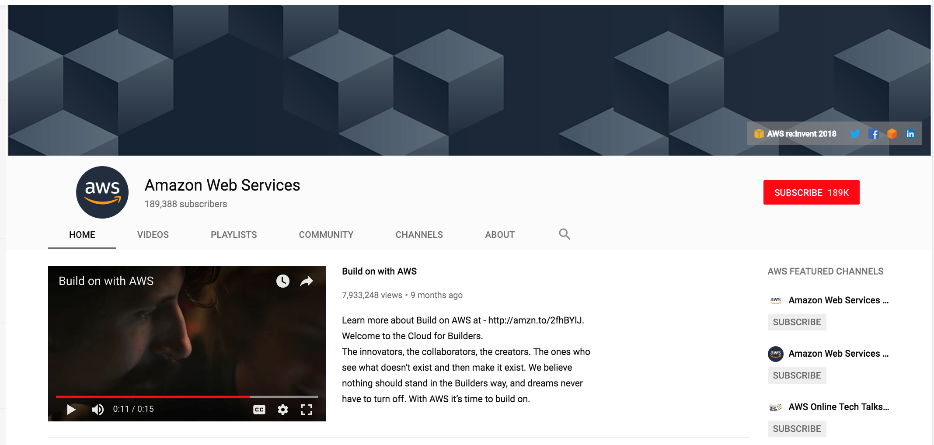 AWS re:Invent 2018
aws
Amazon Web Services
189,388 subscribers
SUBSCRIBE 189K
HOME VIDEOS PLAYLISTS COMMUNITY CHANNELS ABOUT
Build on with AWS
0:11 / 0:15
CC
Build on with AWS
7,933,248 views • 9 months ago
Learn more about Build on AWS at - http://amzn.to/2fhBYlJ.
Welcome to the Cloud for Builders.
The innovators, the collaborators, the creators. The ones who
see what doesn't exist and then make it exist. We believe
nothing should stand in the Builders way, and dreams never
have to turn off. With AWS it's time to build on.
AWS FEATURED CHANNELS
aws
Amazon Web Services ...
SUBSCRIBE
aws
Amazon Web Services ...
SUBSCRIBE
AWS Online Tech Talks...
SUBSCRIBE